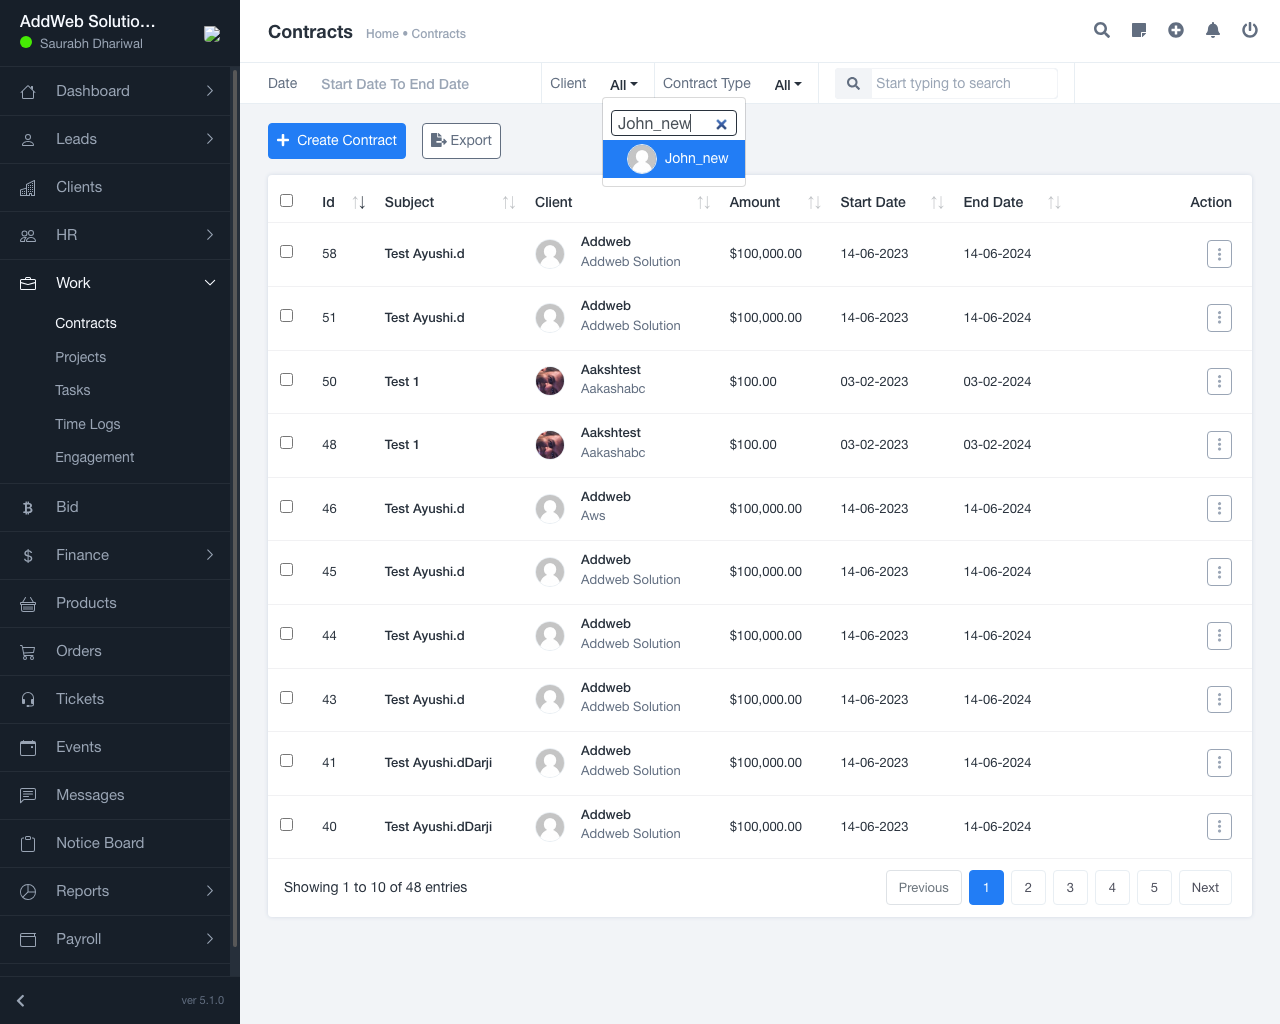 AddWeb Solutio...
Saurabh Dhariwal
Dashboard
Leads
Clients
HR
Work
Contracts
Projects
Tasks
Time Logs
Engagement
Bid
Finance
Products
Orders
Tickets
Events
Messages
Notice Board
Reports
Payroll
ver 5.1.0
Contracts Home • Contracts
Date Start Date To End Date Client All Contract Type All Start typing to search
John_new
John_new
Create Contract Export
Id Subject Client Amount Start Date End Date Action
58 Test Ayushi.d Addweb Addweb Solution $100,000.00 14-06-2023 14-06-2024
51 Test Ayushi.d Addweb Addweb Solution $100,000.00 14-06-2023 14-06-2024
50 Test 1 Aakshtest Aakashabc $100.00 03-02-2023 03-02-2024
48 Test 1 Aakshtest Aakashabc $100.00 03-02-2023 03-02-2024
46 Test Ayushi.d Addweb Aws $100,000.00 14-06-2023 14-06-2024
45 Test Ayushi.d Addweb Addweb Solution $100,000.00 14-06-2023 14-06-2024
44 Test Ayushi.d Addweb Addweb Solution $100,000.00 14-06-2023 14-06-2024
43 Test Ayushi.d Addweb Addweb Solution $100,000.00 14-06-2023 14-06-2024
41 Test Ayushi.dDarji Addweb Addweb Solution $100,000.00 14-06-2023 14-06-2024
40 Test Ayushi.dDarji Addweb Addweb Solution $100,000.00 14-06-2023 14-06-2024
Showing 1 to 10 of 48 entries Previous 1 2 3 4 5 Next